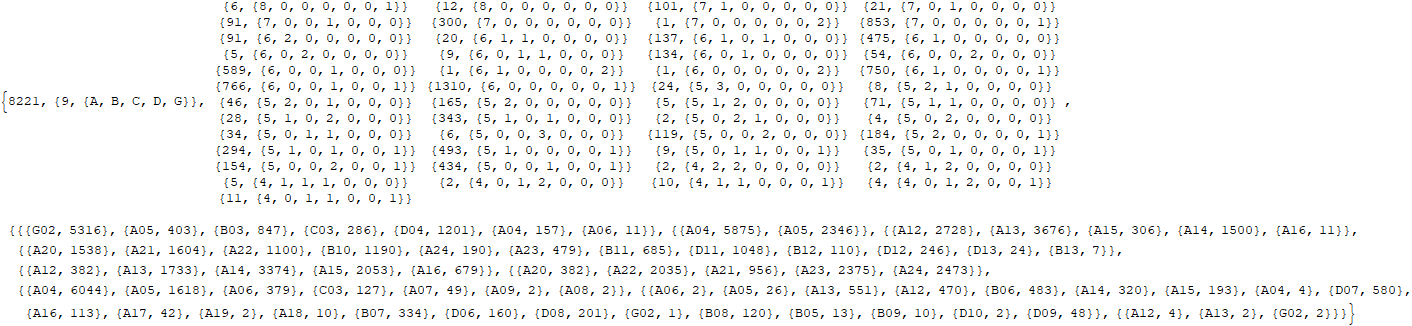 {6, {8, 0, 0, 0, 0, 0, 1}} {12, {8, 0, 0, 0, 0, 0, 0}} {101, {7, 1, 0, 0, 0, 0, 0}} {21, {7, 0, 1, 0, 0, 0, 0}}
{91, {7, 0, 0, 1, 0, 0, 0}} {300, {7, 0, 0, 0, 0, 0, 0}} {1, {7, 0, 0, 0, 0, 0, 2}} {853, {7, 0, 0, 0, 0, 0, 1}}
{91, {6, 2, 0, 0, 0, 0, 0}} {20, {6, 1, 1, 0, 0, 0, 0}} {137, {6, 1, 0, 1, 0, 0, 0}} {475, {6, 1, 0, 0, 0, 0, 0}}
{5, {6, 0, 2, 0, 0, 0, 0}} {9, {6, 0, 1, 1, 0, 0, 0}} {134, {6, 0, 1, 0, 0, 0, 0}} {54, {6, 0, 0, 2, 0, 0, 0}}
{589, {6, 0, 0, 1, 0, 0, 0}} {1, {6, 1, 0, 0, 0, 0, 2}} {1, {6, 0, 0, 0, 0, 0, 2}} {750, {6, 1, 0, 0, 0, 0, 1}}
{766, {6, 0, 0, 1, 0, 0, 1}} {1310, {6, 0, 0, 0, 0, 0, 1}} {24, {5, 3, 0, 0, 0, 0, 0}} {8, {5, 2, 1, 0, 0, 0, 0}}
{8221, {9, {A, B, C, D, G}}, {46, {5, 2, 0, 1, 0, 0, 0}} {165, {5, 2, 0, 0, 0, 0, 0}} {5, {5, 1, 2, 0, 0, 0, 0}} {71, {5, 1, 1, 0, 0, 0, 0}} ,
{28, {5, 1, 0, 2, 0, 0, 0}} {343, {5, 1, 0, 1, 0, 0, 0}} {2, {5, 0, 2, 1, 0, 0, 0}} {4, {5, 0, 2, 0, 0, 0, 0}}
{34, {5, 0, 1, 1, 0, 0, 0}} {6, {5, 0, 0, 3, 0, 0, 0}} {119, {5, 0, 0, 2, 0, 0, 0}} {184, {5, 2, 0, 0, 0, 0, 1}}
{294, {5, 1, 0, 1, 0, 0, 1}} {493, {5, 1, 0, 0, 0, 0, 1}} {9, {5, 0, 1, 1, 0, 0, 1}} {35, {5, 0, 1, 0, 0, 0, 1}}
{154, {5, 0, 0, 2, 0, 0, 1}} {434, {5, 0, 0, 1, 0, 0, 1}} {2, {4, 2, 2, 0, 0, 0, 0}} {2, {4, 1, 2, 0, 0, 0, 0}}
{5, {4, 1, 1, 1, 0, 0, 0}} {2, {4, 0, 1, 2, 0, 0, 0}} {10, {4, 1, 1, 0, 0, 0, 1}} {4, {4, 0, 1, 2, 0, 0, 1}}
{11, {4, 0, 1, 1, 0, 0, 1}}
{{{G02, 5316}, {A05, 403}, {B03, 847}, {C03, 286}, {D04, 1201}, {A04, 157}, {A06, 11}}, {{A04, 5875}, {A05, 2346}}, {{A12, 2728}, {A13, 3676}, {A15, 306}, {A14, 1500}, {A16, 11}},
{{A20, 1538}, {A21, 1604}, {A22, 1100}, {B10, 1190}, {A24, 190}, {A23, 479}, {B11, 685}, {D11, 1048}, {B12, 110}, {D12, 246}, {D13, 24}, {B13, 7}},
{{A12, 382}, {A13, 1733}, {A14, 3374}, {A15, 2053}, {A16, 679}}, {{A20, 382}, {A22, 2035}, {A21, 956}, {A23, 2375}, {A24, 2473}},
{{A04, 6044}, {A05, 1618}, {A06, 379}, {C03, 127}, {A07, 49}, {A09, 2}, {A08, 2}}, {{A06, 2}, {A05, 26}, {A13, 551}, {A12, 470}, {B06, 483}, {A14, 320}, {A15, 193}, {A04, 4}, {D07, 580},
{A16, 113}, {A17, 42}, {A19, 2}, {A18, 10}, {B07, 334}, {D06, 160}, {D08, 201}, {G02, 1}, {B08, 120}, {B05, 13}, {B09, 10}, {D10, 2}, {D09, 48}}, {{A12, 4}, {A13, 2}, {G02, 2}}}}